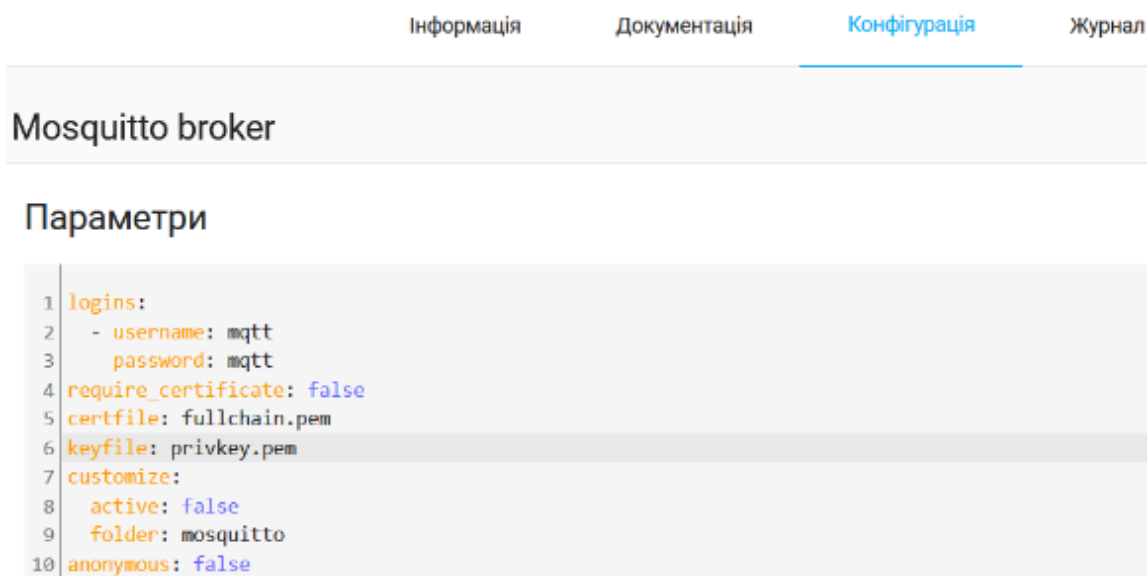 Інформація Документація Конфігурація Журнал
Mosquitto broker
Параметри
1 logins:
2   - username: mqtt
3     password: mqtt
4 require_certificate: false
5 certfile: fullchain.pem
6 keyfile: privkey.pem
7 customize:
8   active: false
9   folder: mosquitto
10 anonymous: false